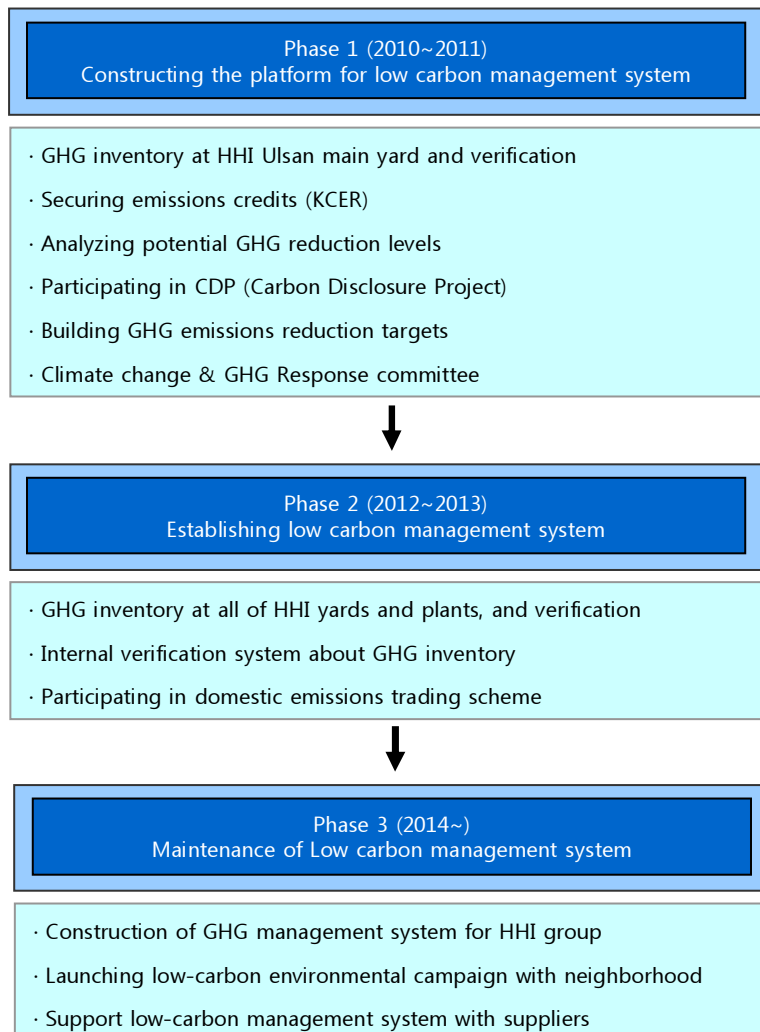 Phase 1 (2010~2011)
Constructing the platform for low carbon management system
· GHG inventory at HHI Ulsan main yard and verification
· Securing emissions credits (KCER)
· Analyzing potential GHG reduction levels
· Participating in CDP (Carbon Disclosure Project)
· Building GHG emissions reduction targets
· Climate change & GHG Response committee
Phase 2 (2012~2013)
Establishing low carbon management system
· GHG inventory at all of HHI yards and plants, and verification
· Internal verification system about GHG inventory
· Participating in domestic emissions trading scheme
Phase 3 (2014~)
Maintenance of Low carbon management system
· Construction of GHG management system for HHI group
· Launching low-carbon environmental campaign with neighborhood
· Support low-carbon management system with suppliers